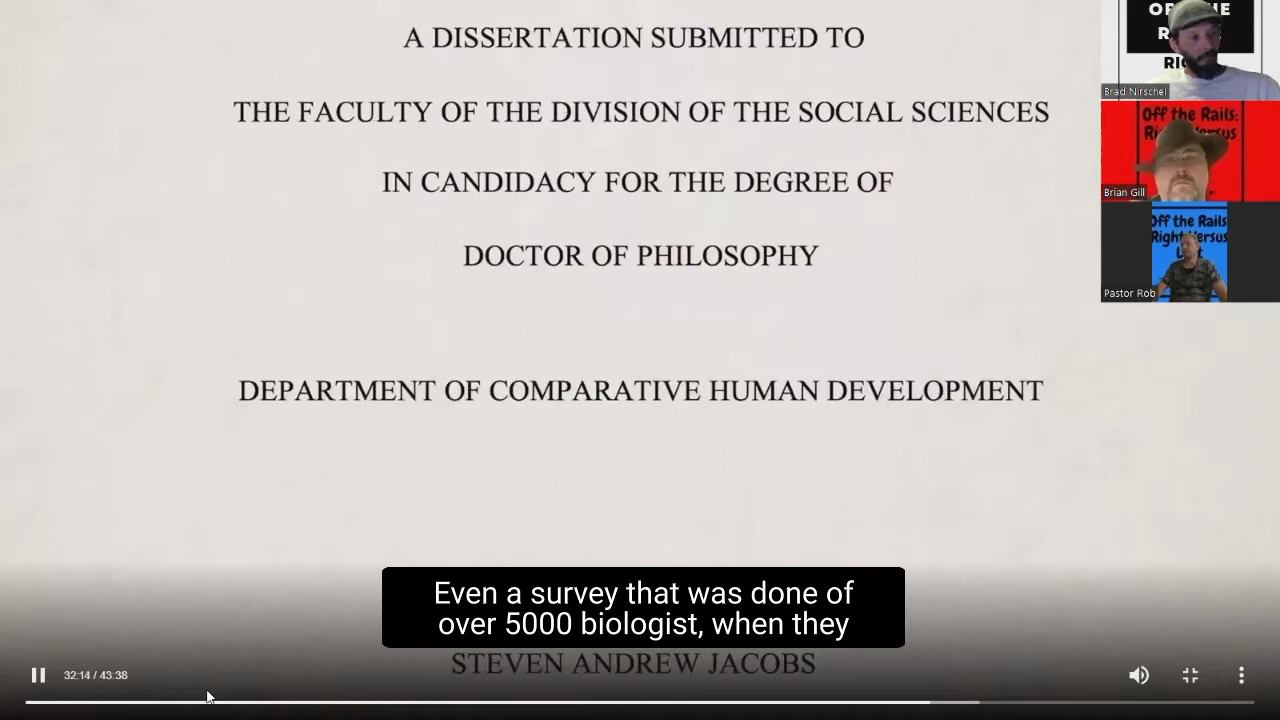 A DISSERTATION SUBMITTED TO
THE FACULTY OF THE DIVISION OF THE SOCIAL SCIENCES
IN CANDIDACY FOR THE DEGREE OF
DOCTOR OF PHILOSOPHY
DEPARTMENT OF COMPARATIVE HUMAN DEVELOPMENT
Even a survey that was done of
over 5000 biologist, when they
STEVEN ANDREW JACOBS
32:14 / 43:38
Brad Nirschel
Off the Rails:
Brian Gill
Off the Rails
Right Versus
Pastor Rob